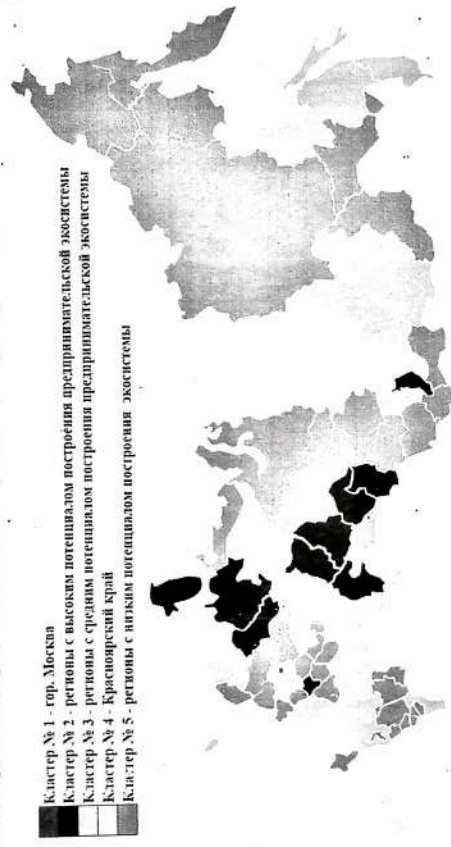 Кластер № 1 - гор. Москва
Кластер № 2 - регионы с высоким потенциалом построения предпринимательской экосистемы
Кластер № 3 - регионы с средним потенциалом построения предпринимательской экосистемы
Кластер № 4 - Красноярский край
Кластер № 5 - регионы с низким потенциалом построения экосистемы